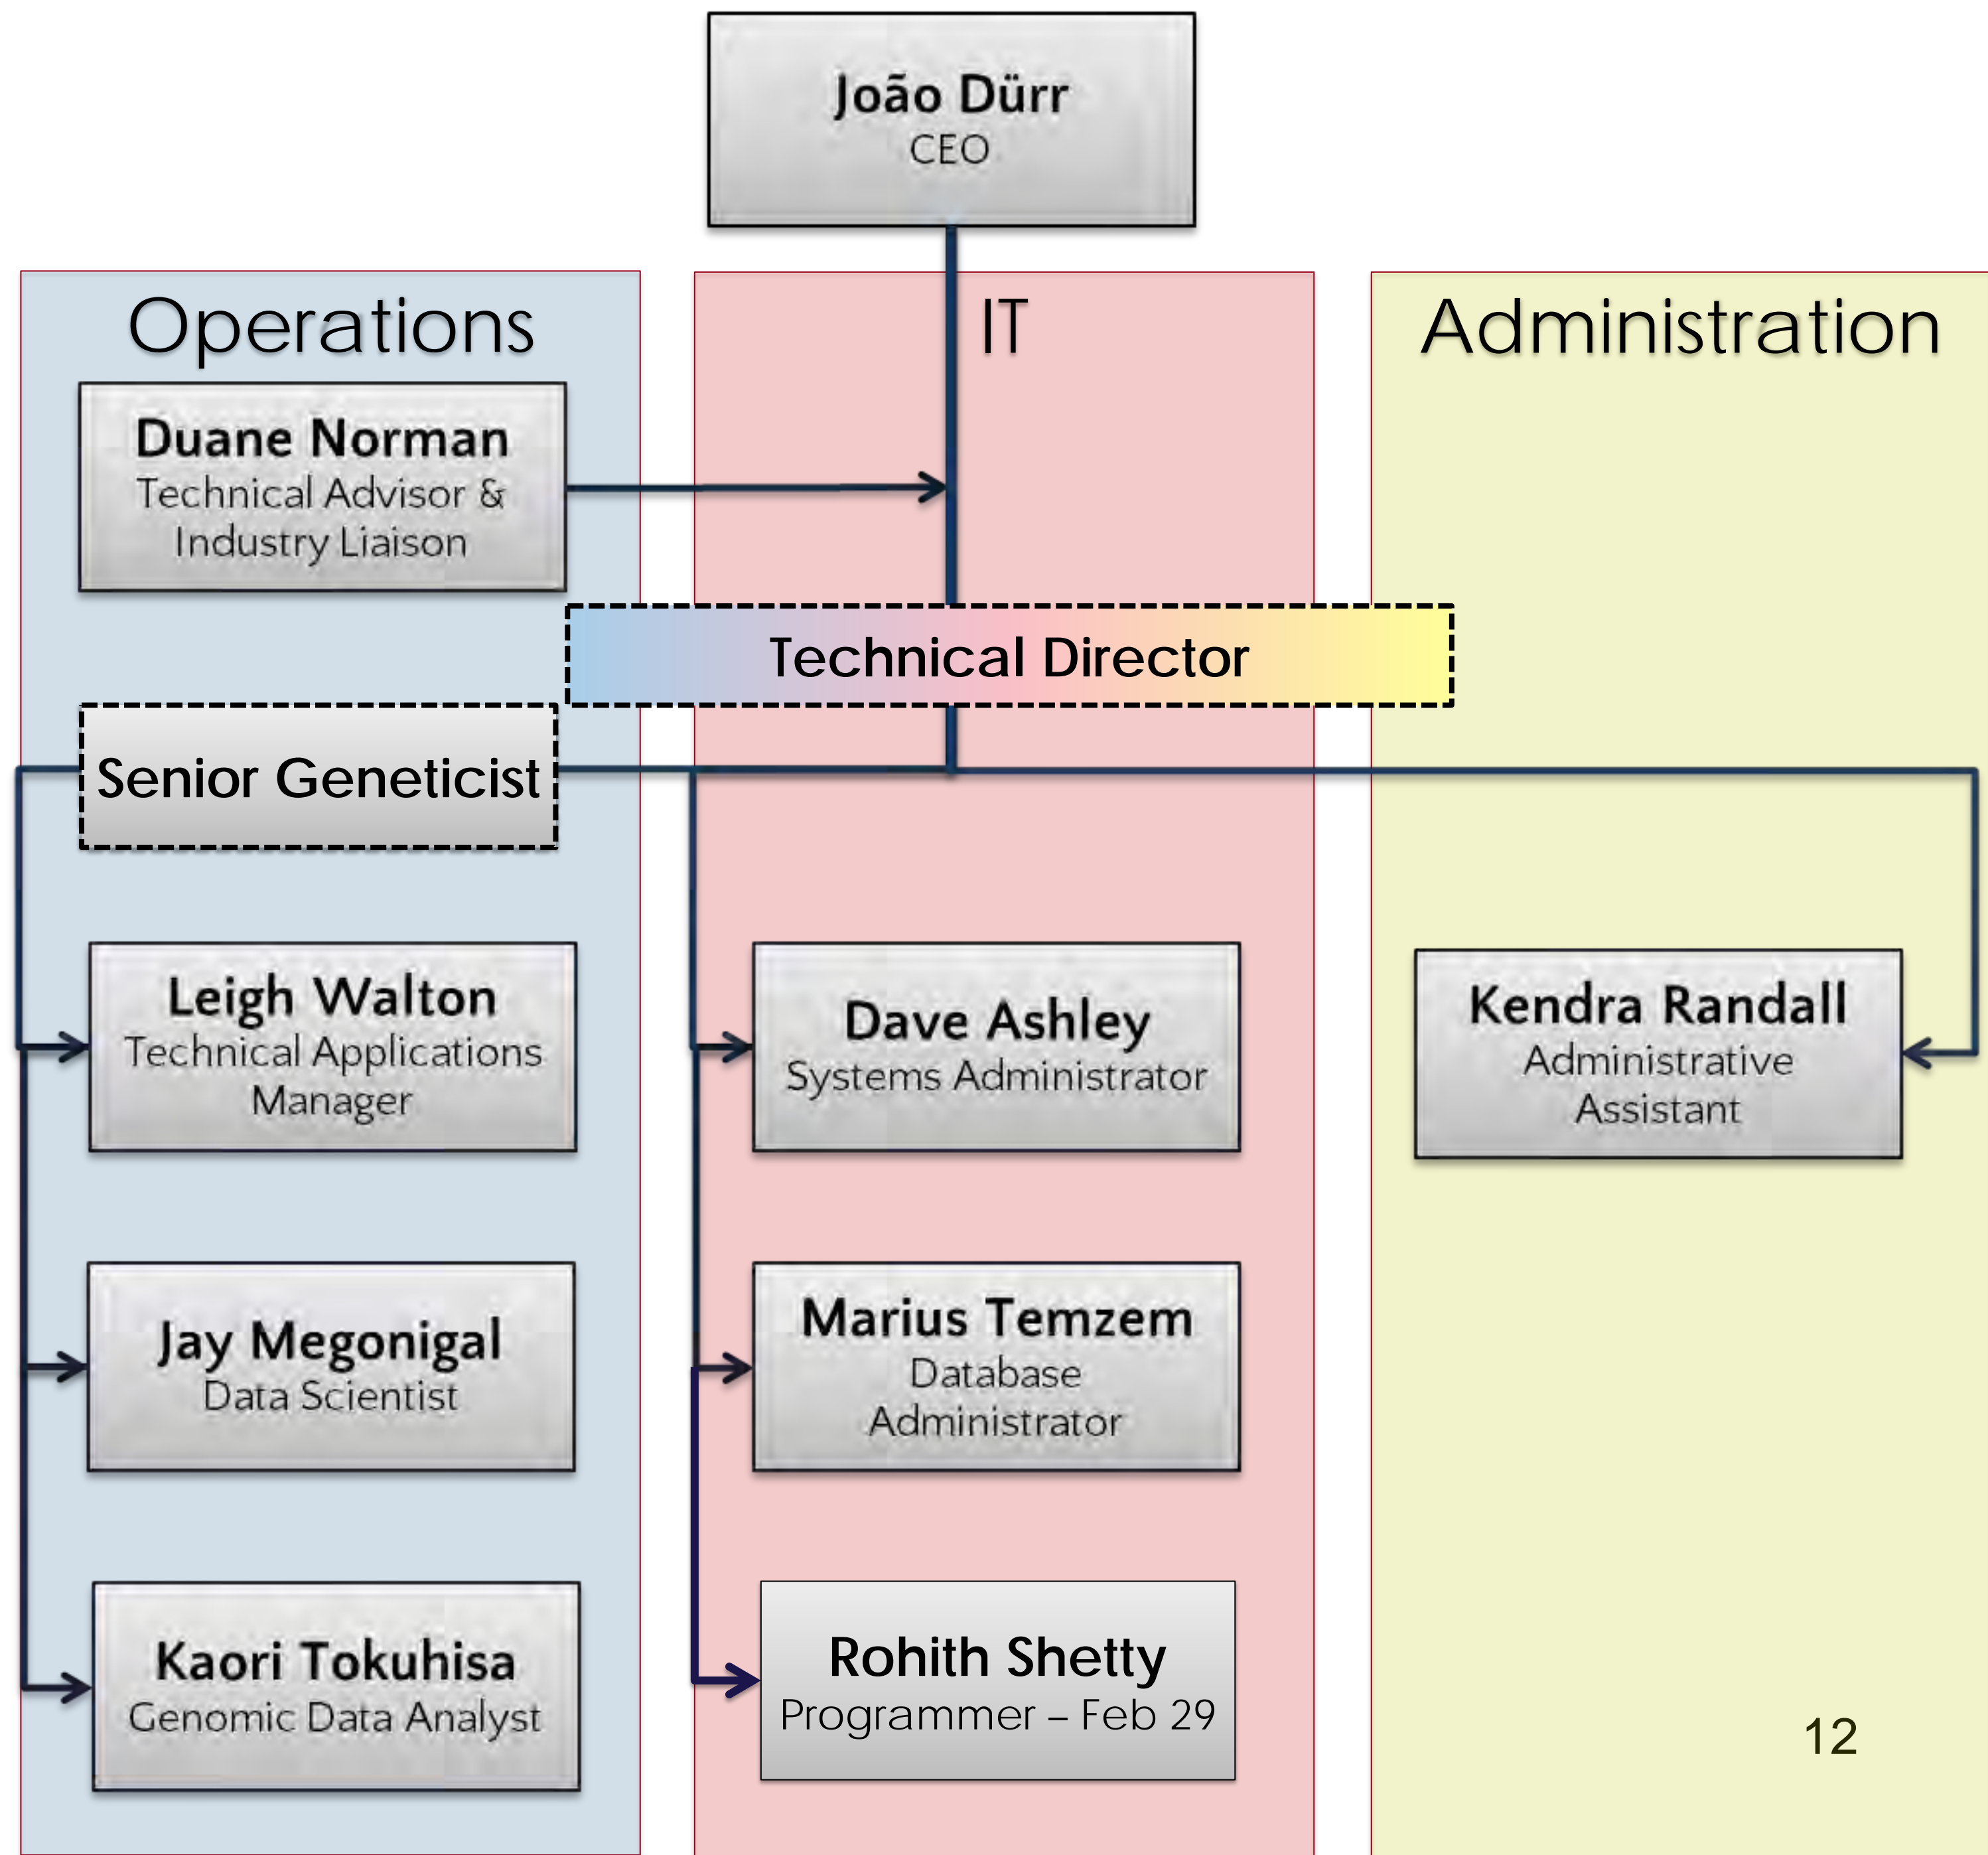 João Dürr
CEO
Operations
IT
Administration
Duane Norman
Technical Advisor &
Industry Liaison
Technical Director
Senior Geneticist
Leigh Walton
Technical Applications
Manager
Dave Ashley
Systems Administrator
Kendra Randall
Administrative
Assistant
Jay Megonigal
Data Scientist
Marius Temzem
Database
Administrator
Kaori Tokuhisa
Genomic Data Analyst
Rohith Shetty
Programmer – Feb 29
12